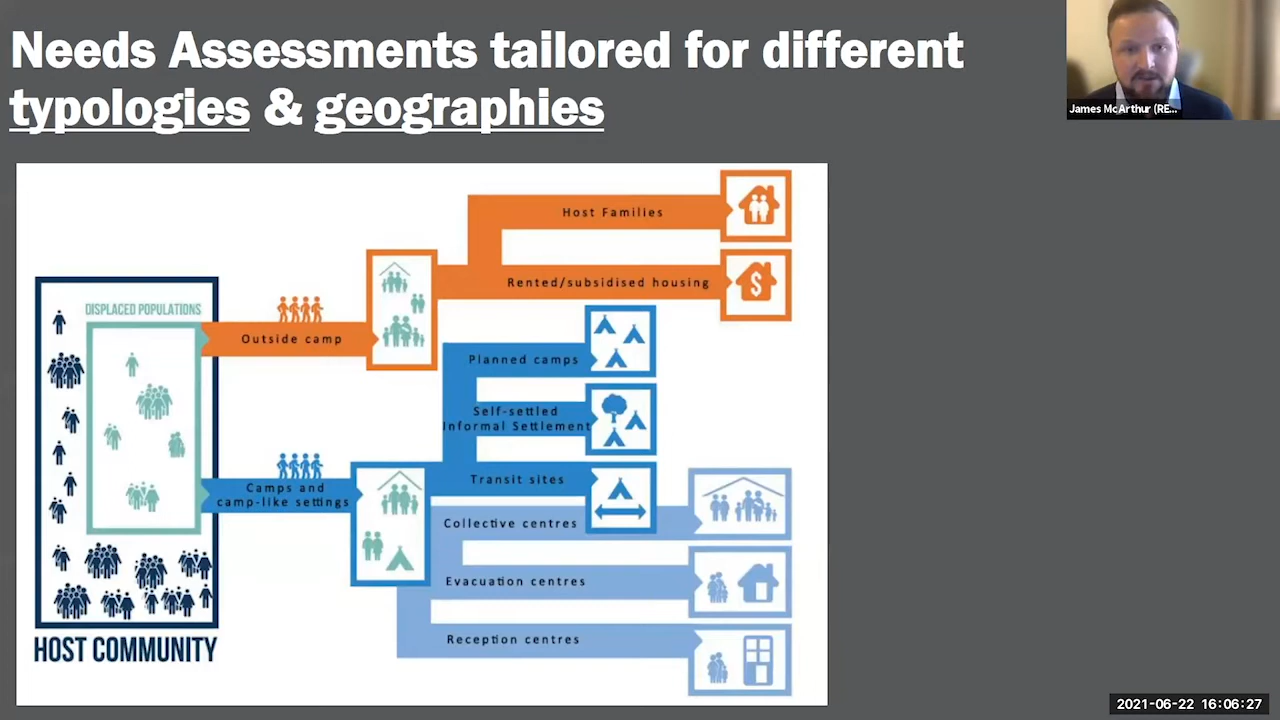 Needs Assessments tailored for different
typologies & geographies
James McArthur (RE...
Host Families
Rented/subsidised housing
DISPLACED POPULATIONS
Outside camp
$
Planned camps
Self-settled
Informal Settlement
Camps and
camp-like settings
Transit sites
Collective centres
Evacuation centres
Reception centres
HOST COMMUNITY
2021-06-22 16:06:27